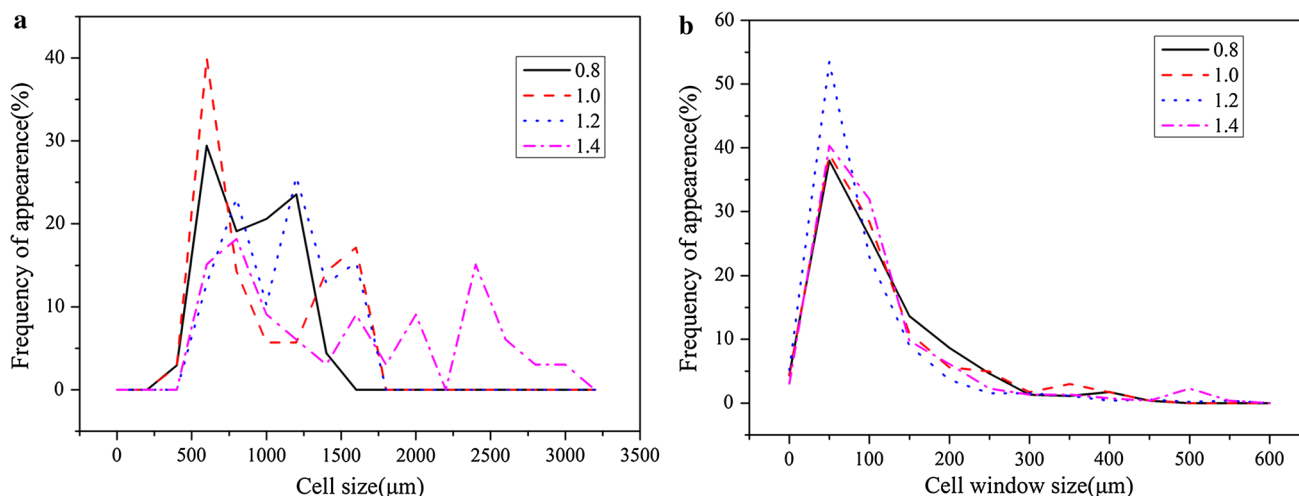 a
Frequency of appearence(%)
40
30
20
10
0
0 500 1000 1500 2000 2500 3000 3500
Cell size(μm)
0.8
1.0
1.2
1.4
b
Frequency of appearence(%)
60
50
40
30
20
10
0
0 100 200 300 400 500 600
Cell window size(μm)
0.8
1.0
1.2
1.4